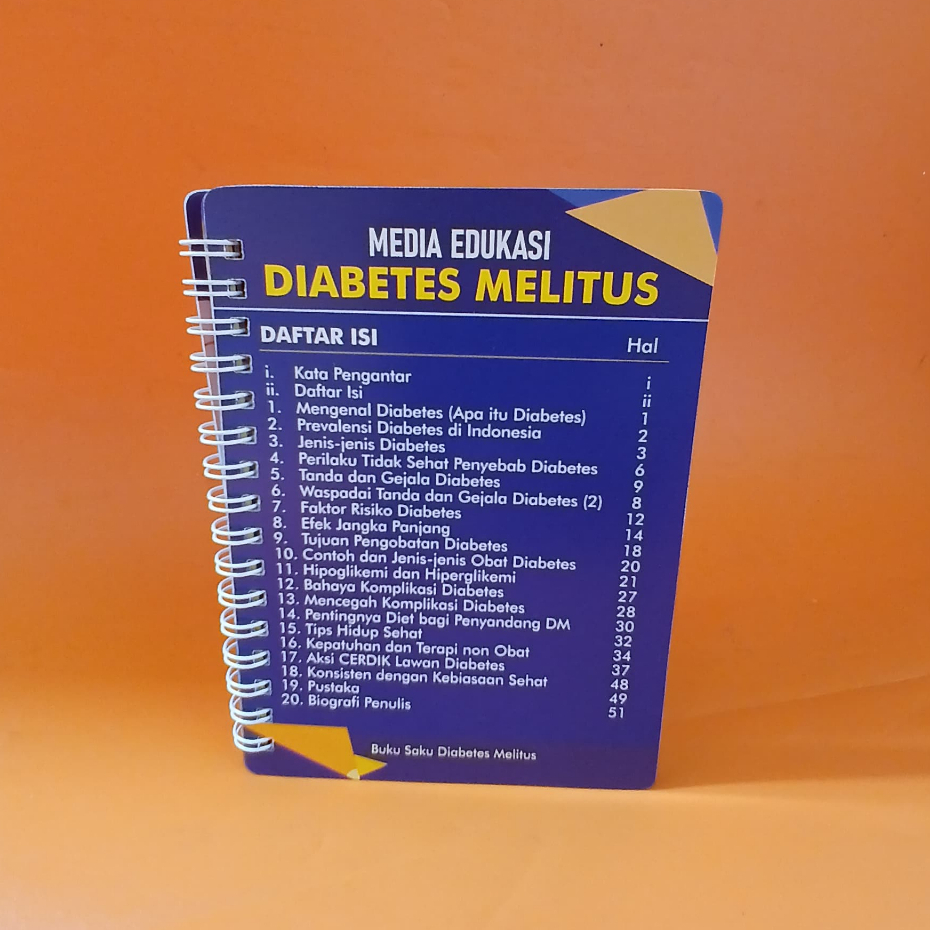 MEDIA EDUKASI
DIABETES MELITUS
DAFTAR ISI Hal
i. Kata Pengantar i
ii. Daftar Isi ii
1. Mengenal Diabetes (Apa itu Diabetes) 1
2. Prevalensi Diabetes di Indonesia 2
3. Jenis-jenis Diabetes 3
4. Perilaku Tidak Sehat Penyebab Diabetes 6
5. Tanda dan Gejala Diabetes 9
6. Waspadai Tanda dan Gejala Diabetes (2) 8
7. Faktor Risiko Diabetes 12
8. Efek Jangka Panjang 14
9. Tujuan Pengobatan Diabetes 18
10. Contoh dan Jenis-jenis Obat Diabetes 20
11. Hipoglikemi dan Hiperglikemi 21
12. Bahaya Komplikasi Diabetes 27
13. Mencegah Komplikasi Diabetes 28
14. Pentingnya Diet bagi Penyandang DM 30
15. Tips Hidup Sehat 32
16. Kepatuhan dan Terapi non Obat 34
17. Aksi CERDIK Lawan Diabetes 37
18. Konsisten dengan Kebiasaan Sehat 48
19. Pustaka 49
20. Biografi Penulis 51
Buku Saku Diabetes Melitus